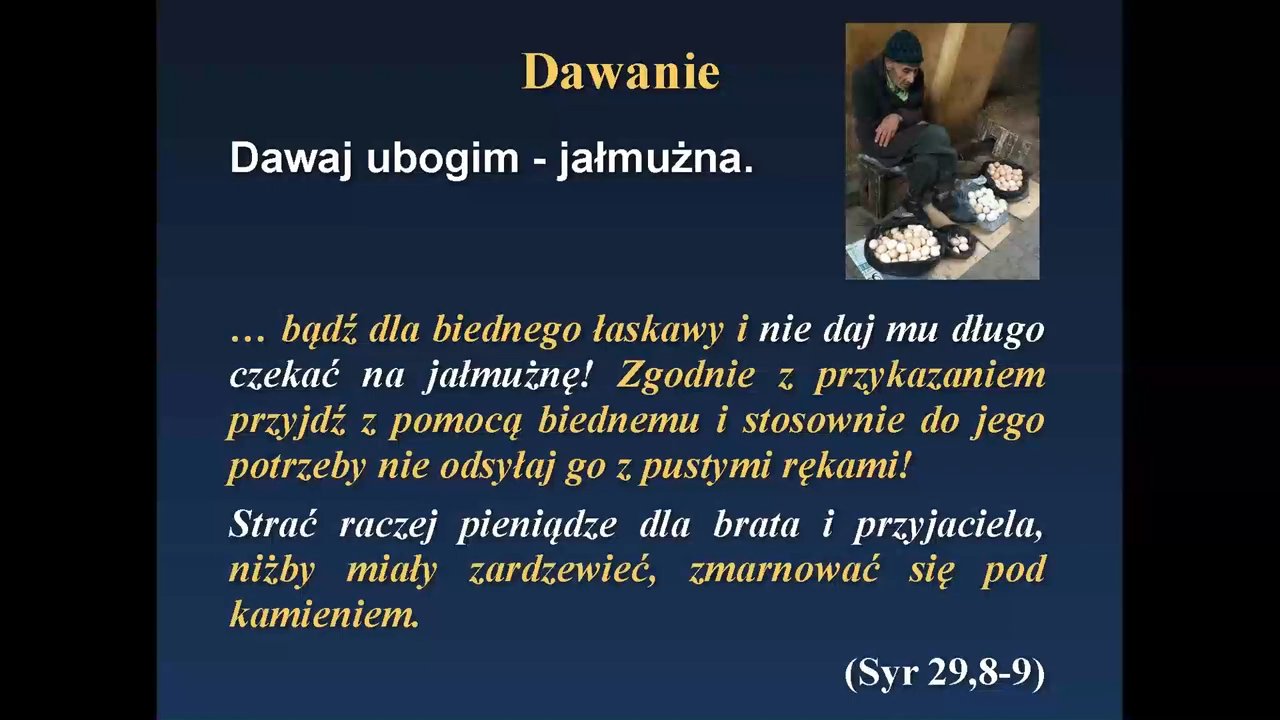 Dawanie
Dawaj ubogim - jałmużna.
… bądź dla biednego łaskawy i nie daj mu długo
czekać na jałmużnę! Zgodnie z przykazaniem
przyjdź z pomocą biednemu i stosownie do jego
potrzeby nie odsyłaj go z pustymi rękami!
Strać raczej pieniądze dla brata i przyjaciela,
niżby miały zardzewieć, zmarnować się pod
kamieniem.
(Syr 29,8-9)